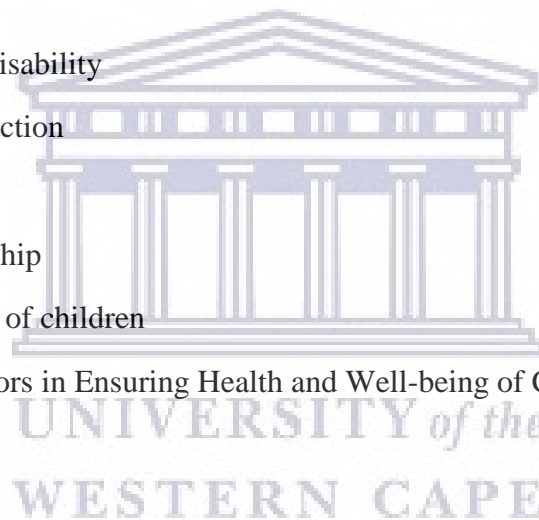 isability
ction
hip
of children
ors in Ensuring Health and Well-being of C
UNIVERSITY of the
WESTERN CAPE